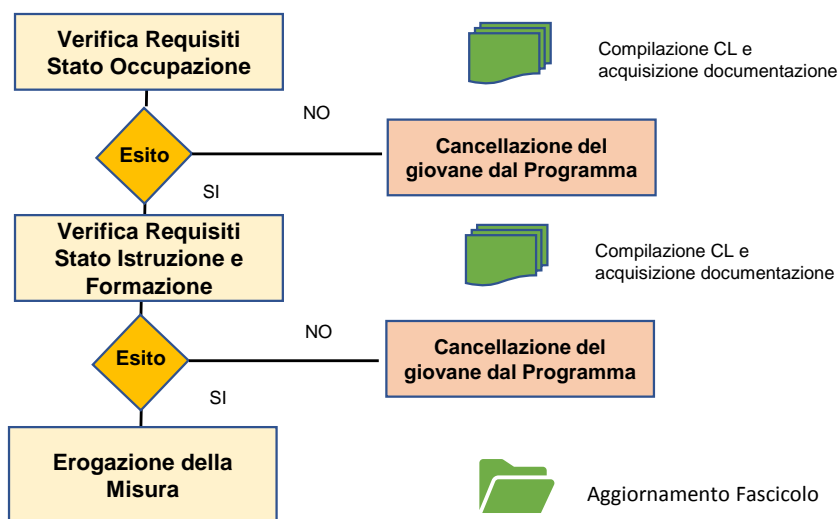 Verifica Requisiti
Stato Occupazione
Compilazione CL e
acquisizione documentazione
NO
Esito
Cancellazione del
giovane dal Programma
SI
Verifica Requisiti
Stato Istruzione e
Formazione
Compilazione CL e
acquisizione documentazione
NO
Esito
Cancellazione del
giovane dal Programma
SI
Erogazione della
Misura
Aggiornamento Fascicolo